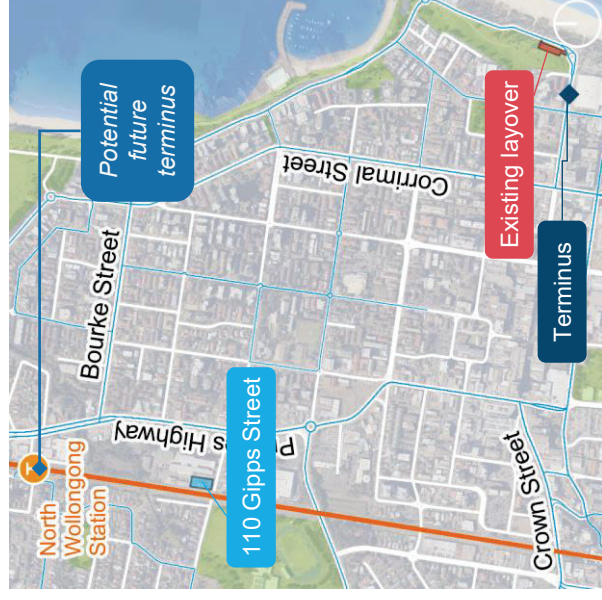 North
Wollongong
Station
Potential
future
terminus
Bourke Street
Highway
110 Gipps Street
Corrimal Street
Existing layover
Terminus
Crown Street